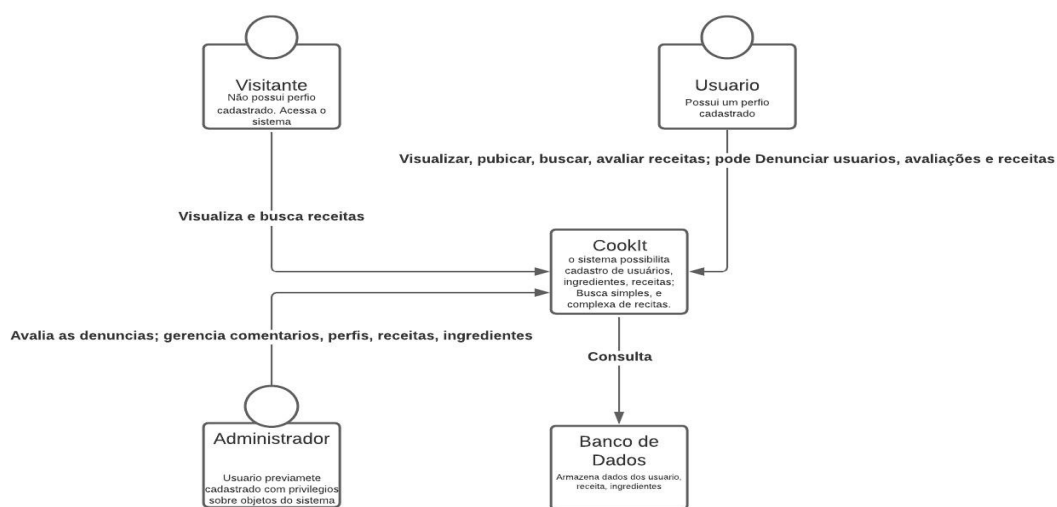 Visitante
Não possui perfio
cadastrado. Acessa o
sistema
Usuario
Possui um perfio
cadastrado
Visualizar, pubicar, buscar, avaliar receitas; pode Denunciar usuarios, avaliações e receitas
Visualiza e busca receitas
CookIt
o sistema possibilita
cadastro de usuários,
ingredientes, receitas;
Busca simples, e
complexa de recitas.
Avalia as denuncias; gerencia comentarios, perfis, receitas, ingredientes
Consulta
Administrador
Usuario previamete
cadastrado com privilegios
sobre objetos do sistema
Banco de
Dados
Armazena dados dos usuario,
receita, ingredientes